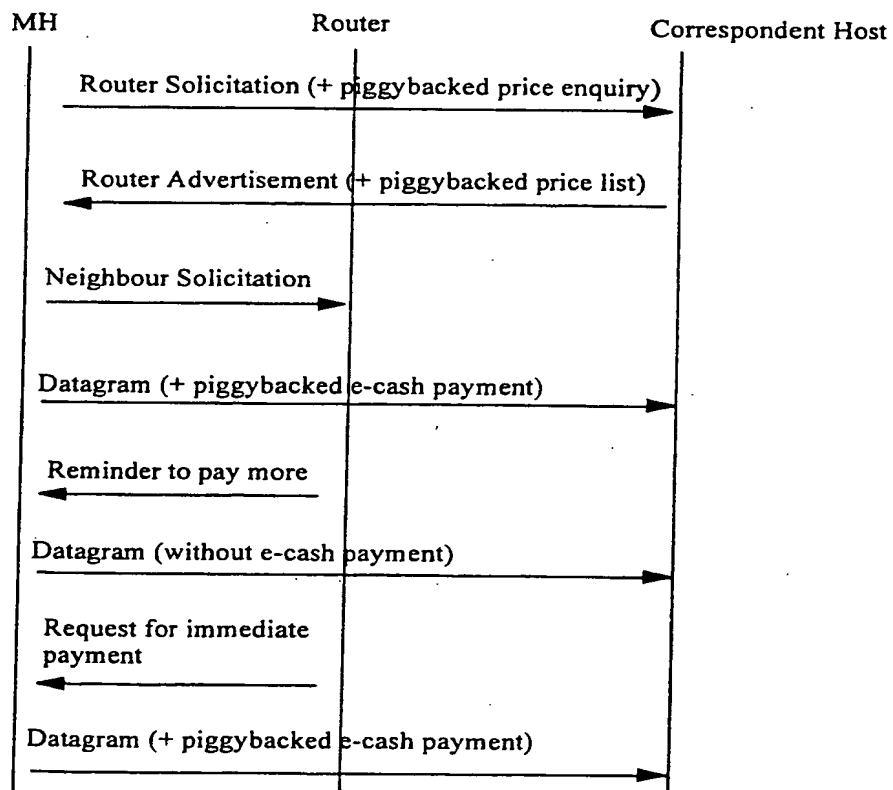 MH
Router
Correspondent Host
Router Solicitation (+ piggybacked price enquiry)
Router Advertisement (+ piggybacked price list)
Neighbour Solicitation
Datagram (+ piggybacked e-cash payment)
Reminder to pay more
Datagram (without e-cash payment)
Request for immediate
payment
Datagram (+ piggybacked e-cash payment)